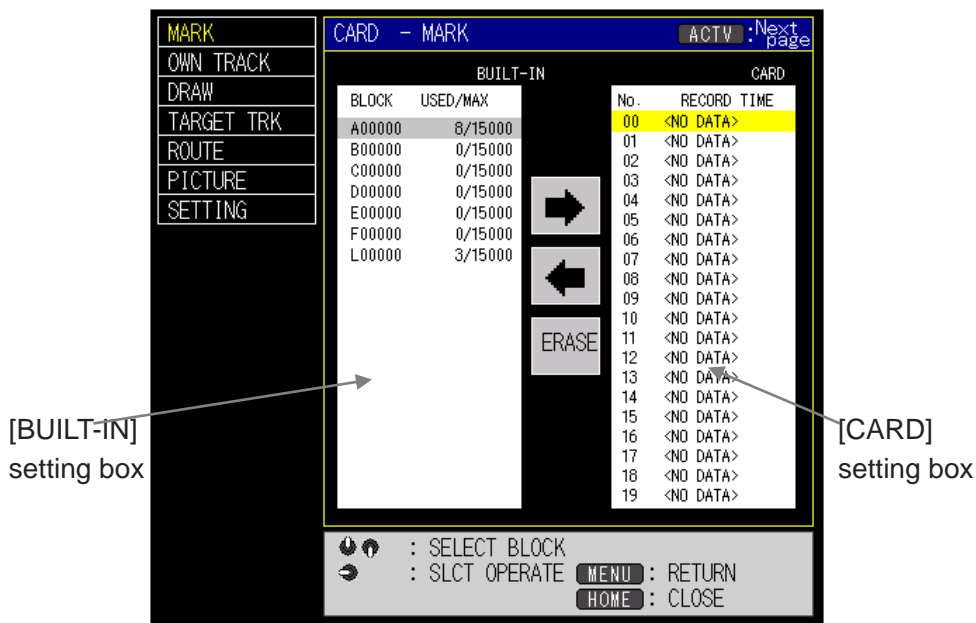 MARK
OWN TRACK
DRAW
TARGET TRK
ROUTE
PICTURE
SETTING
CARD - MARK
ACTV :Next page
BUILT-IN
BLOCK USED/MAX
A00000 8/15000
B00000 0/15000
C00000 0/15000
D00000 0/15000
E00000 0/15000
F00000 0/15000
L00000 3/15000
ERASE
CARD
No. RECORD TIME
00 <NO DATA>
01 <NO DATA>
02 <NO DATA>
03 <NO DATA>
04 <NO DATA>
05 <NO DATA>
06 <NO DATA>
07 <NO DATA>
08 <NO DATA>
09 <NO DATA>
10 <NO DATA>
11 <NO DATA>
12 <NO DATA>
13 <NO DATA>
14 <NO DATA>
15 <NO DATA>
16 <NO DATA>
17 <NO DATA>
18 <NO DATA>
19 <NO DATA>
[BUILT-IN]
setting box
[CARD]
setting box
: SELECT BLOCK
: SLCT OPERATE MENU : RETURN
HOME : CLOSE